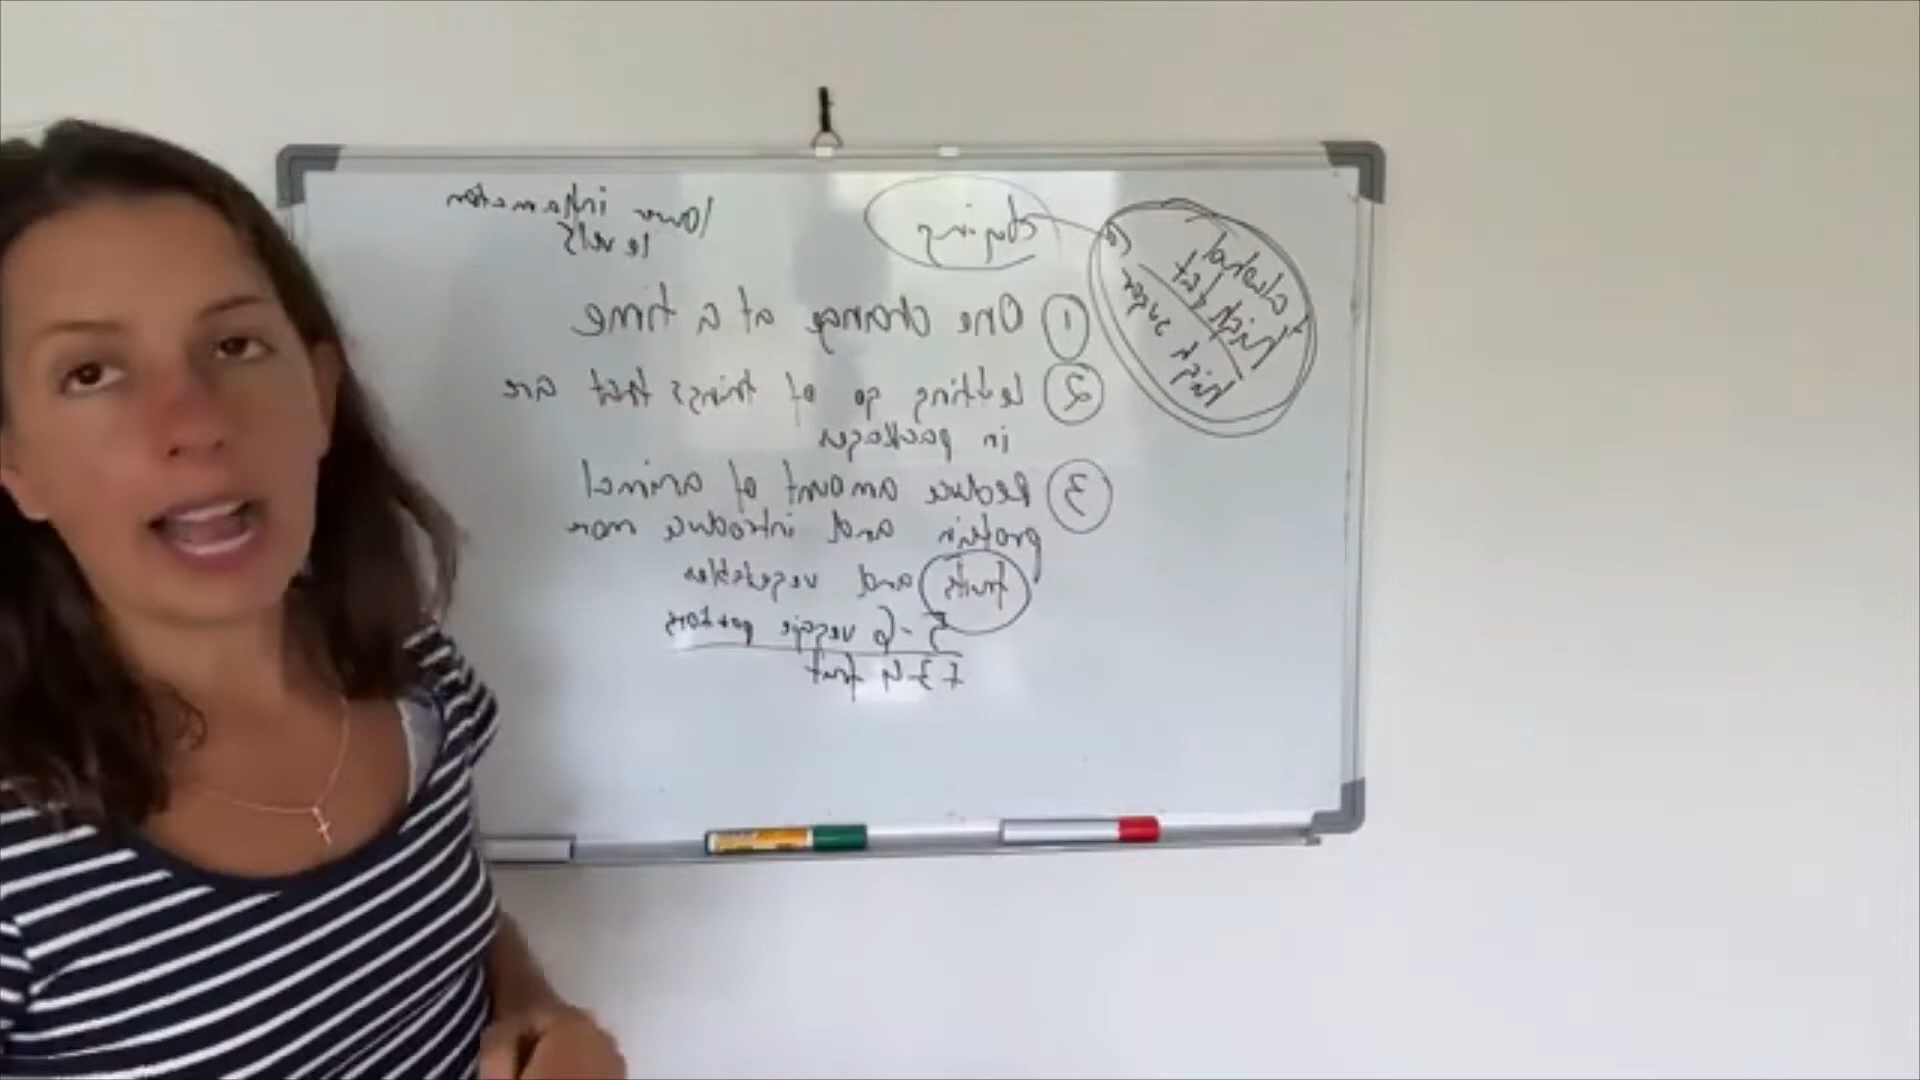 alcohol
high fat
high sugar
lower inflamation
levels
① One change at a time
② Letting go of things that are
in packages
③ Reduce amount of animal
protein and introduce more
fruits and vegetables
5-6 veggie portions
3-4 fruit